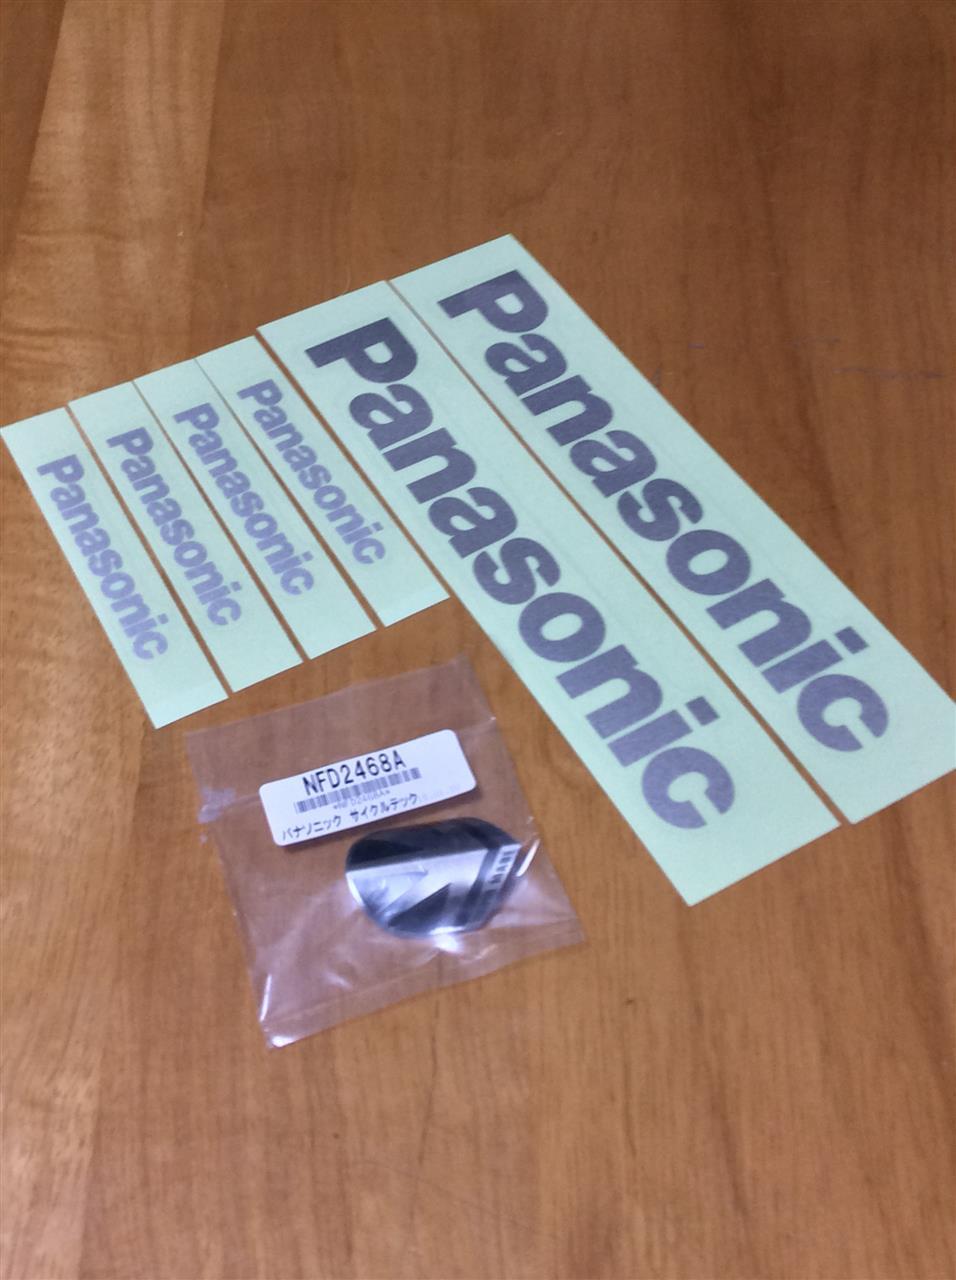 Panasonic
Panasonic
Panasonic
Panasonic
Panasonic
Panasonic
NFD2468A
*NFD2468A*
パナソニック サイクルテック